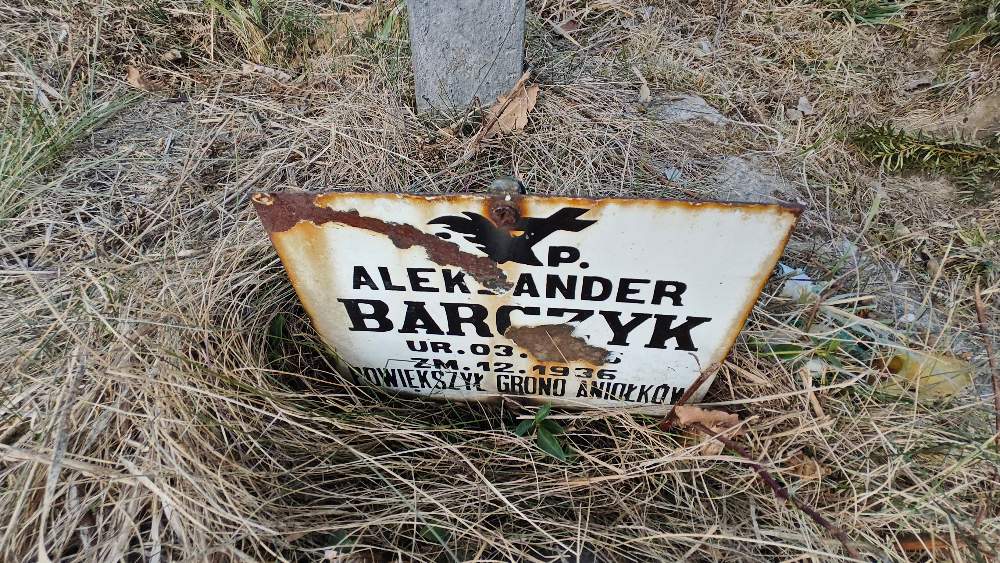 P.
ALEKSANDER
BARCZYK
UR. 03.
ZM. 12. 1936
POWIĘKSZYŁ GRONO ANIOŁKÓW